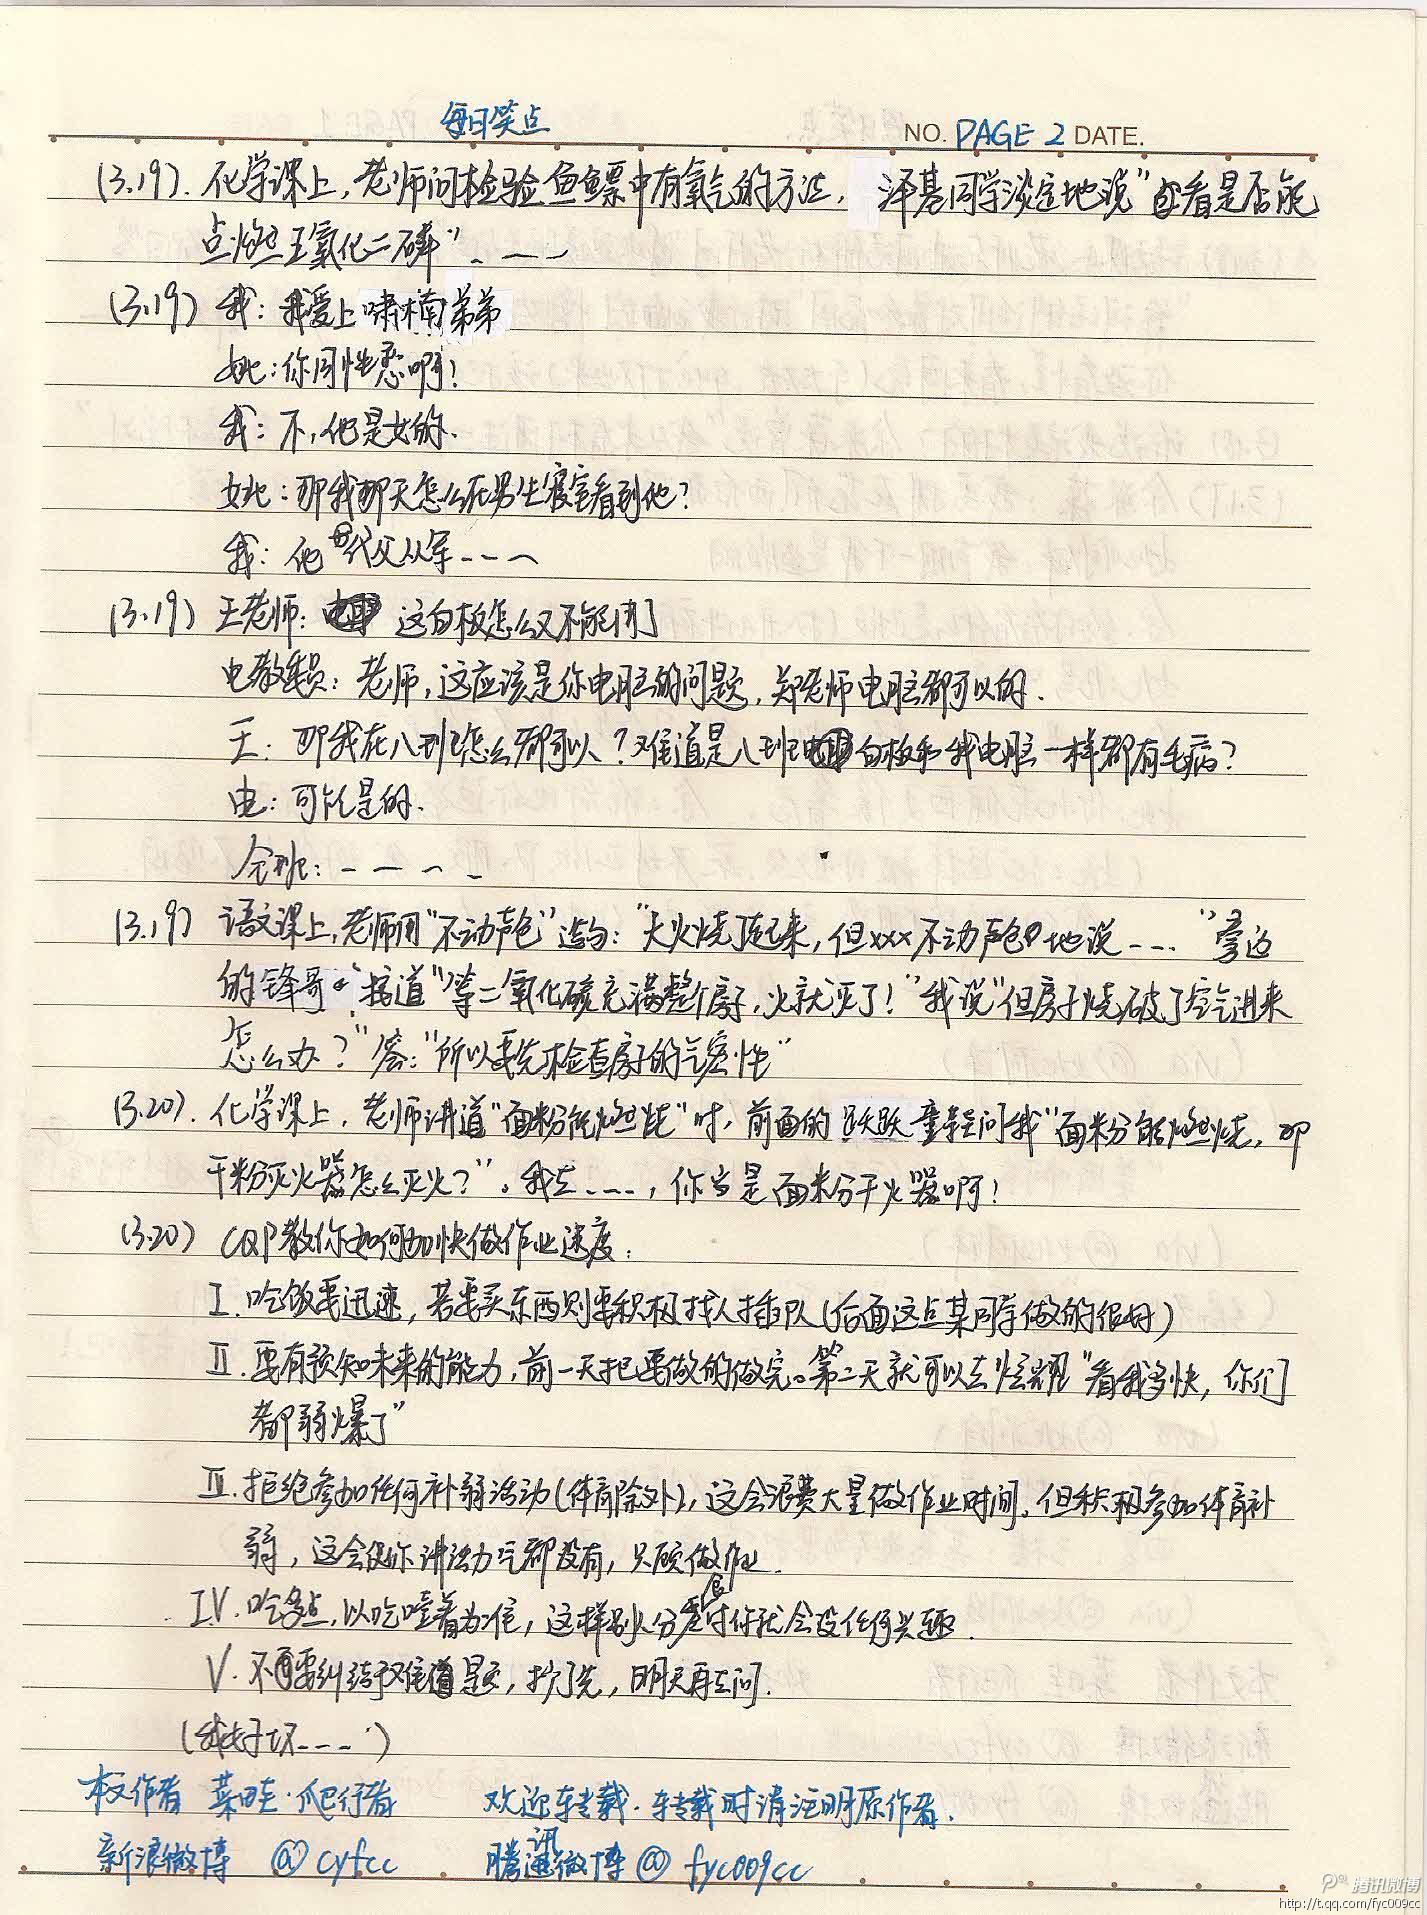 每日笑点
NO. PAGE 2 DATE.
(3.19). 化学课上，老师问检验鱼鳔中有氧气的方法， 泽基同学淡定地说"看是否能
点燃五氧化二磷". ---
(3.19) 我：我爱上啸楠弟弟
她：你同性恋啊！
我：不，他是女的.
她：那我那天怎么在男生寝室看到他？
我：他代父从军---
(3.19) 王老师： 这白板怎么又不能用了
电教委员：老师，这应该是你电脑的问题，郑老师电脑都可以的.
王：那我在八班怎么都可以？难道是八班白板和我电脑一样都有毛病？
电：可能是的.
全班：----
(3.19) 语文课上，老师用"不动声色"造句："大火烧了起来，但xxx不动声色地说---" 旁边
的锋哥接道"等二氧化碳充满整个房子，火就灭了！"我说"但房子烧破了空气进来
怎么办？"答："所以要先检查房子的气密性"
(3.20). 化学课上，老师讲道"面粉能燃烧"时，前面的跃跃童鞋问我"面粉能燃烧，那
干粉灭火器怎么灭火？"。我去---，你当是面粉干火器啊！
(3.20) CQP教你如何加快做作业速度：
I. 吃饭要迅速，若要买东西则要积极找人插队(后面这点某同学做的很好)
II. 要有预知未来的能力，前一天把要做的做完。第二天就可以去炫耀"看我多快，你们
都弱爆了"
III. 拒绝参加任何补弱活动(体育除外)，这会浪费大量做作业时间。但积极参加体育补
弱，这会使你讲话力气都没有，只顾做作业.
IV. 吃多点，以吃噎着为准，这样别人分零食时你就会没任何兴趣.
V. 不要纠结于难题，抄了先，明天再去问.
(我好坏---.)
本文作者 菜畦·爬行者 欢迎转载.转载时请注明原作者.
新浪微博 @cyfcc 腾讯微博@fyc009cc
腾讯微博
http://t.qq.com/fyc009cc